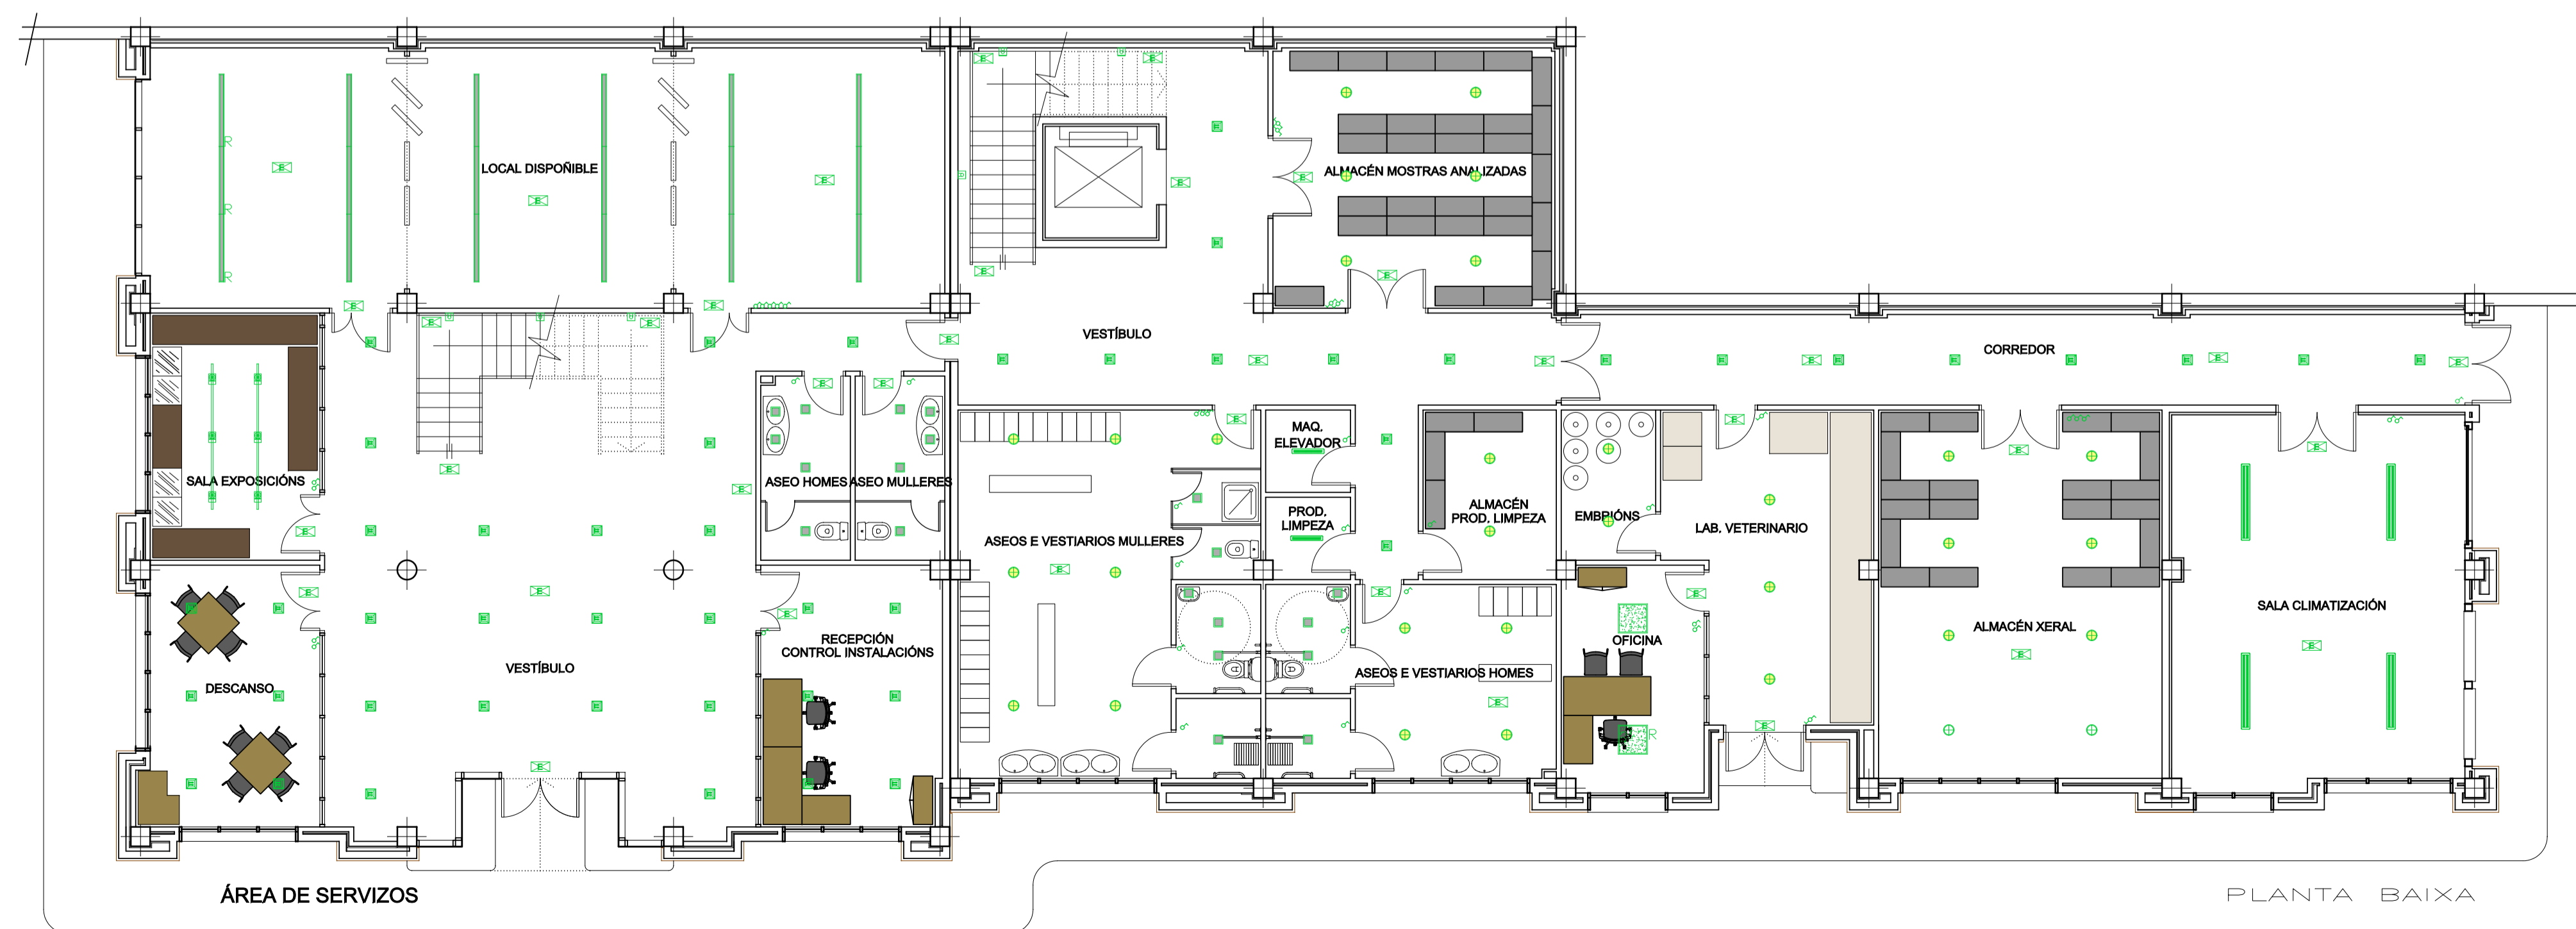 LOCAL DISPOÑIBLE
ALMACÉN MOSTRAS ANALIZADAS
VESTÍBULO
CORREDOR
SALA EXPOSICIÓNS
ASEO HOMES
ASEO MULLERES
MAQ.
ELEVADOR
PROD.
LIMPEZA
ALMACÉN
PROD. LIMPEZA
EMBRIÓNS
LAB. VETERINARIO
ASEOS E VESTIARIOS MULLERES
SALA CLIMATIZACIÓN
ALMACÉN XERAL
RECEPCIÓN
CONTROL INSTALACIÓNS
OFICINA
VESTÍBULO
ASEOS E VESTIARIOS HOMES
DESCANSO
R
R
R
R
ÁREA DE SERVIZOS
PLANTA BAIXA